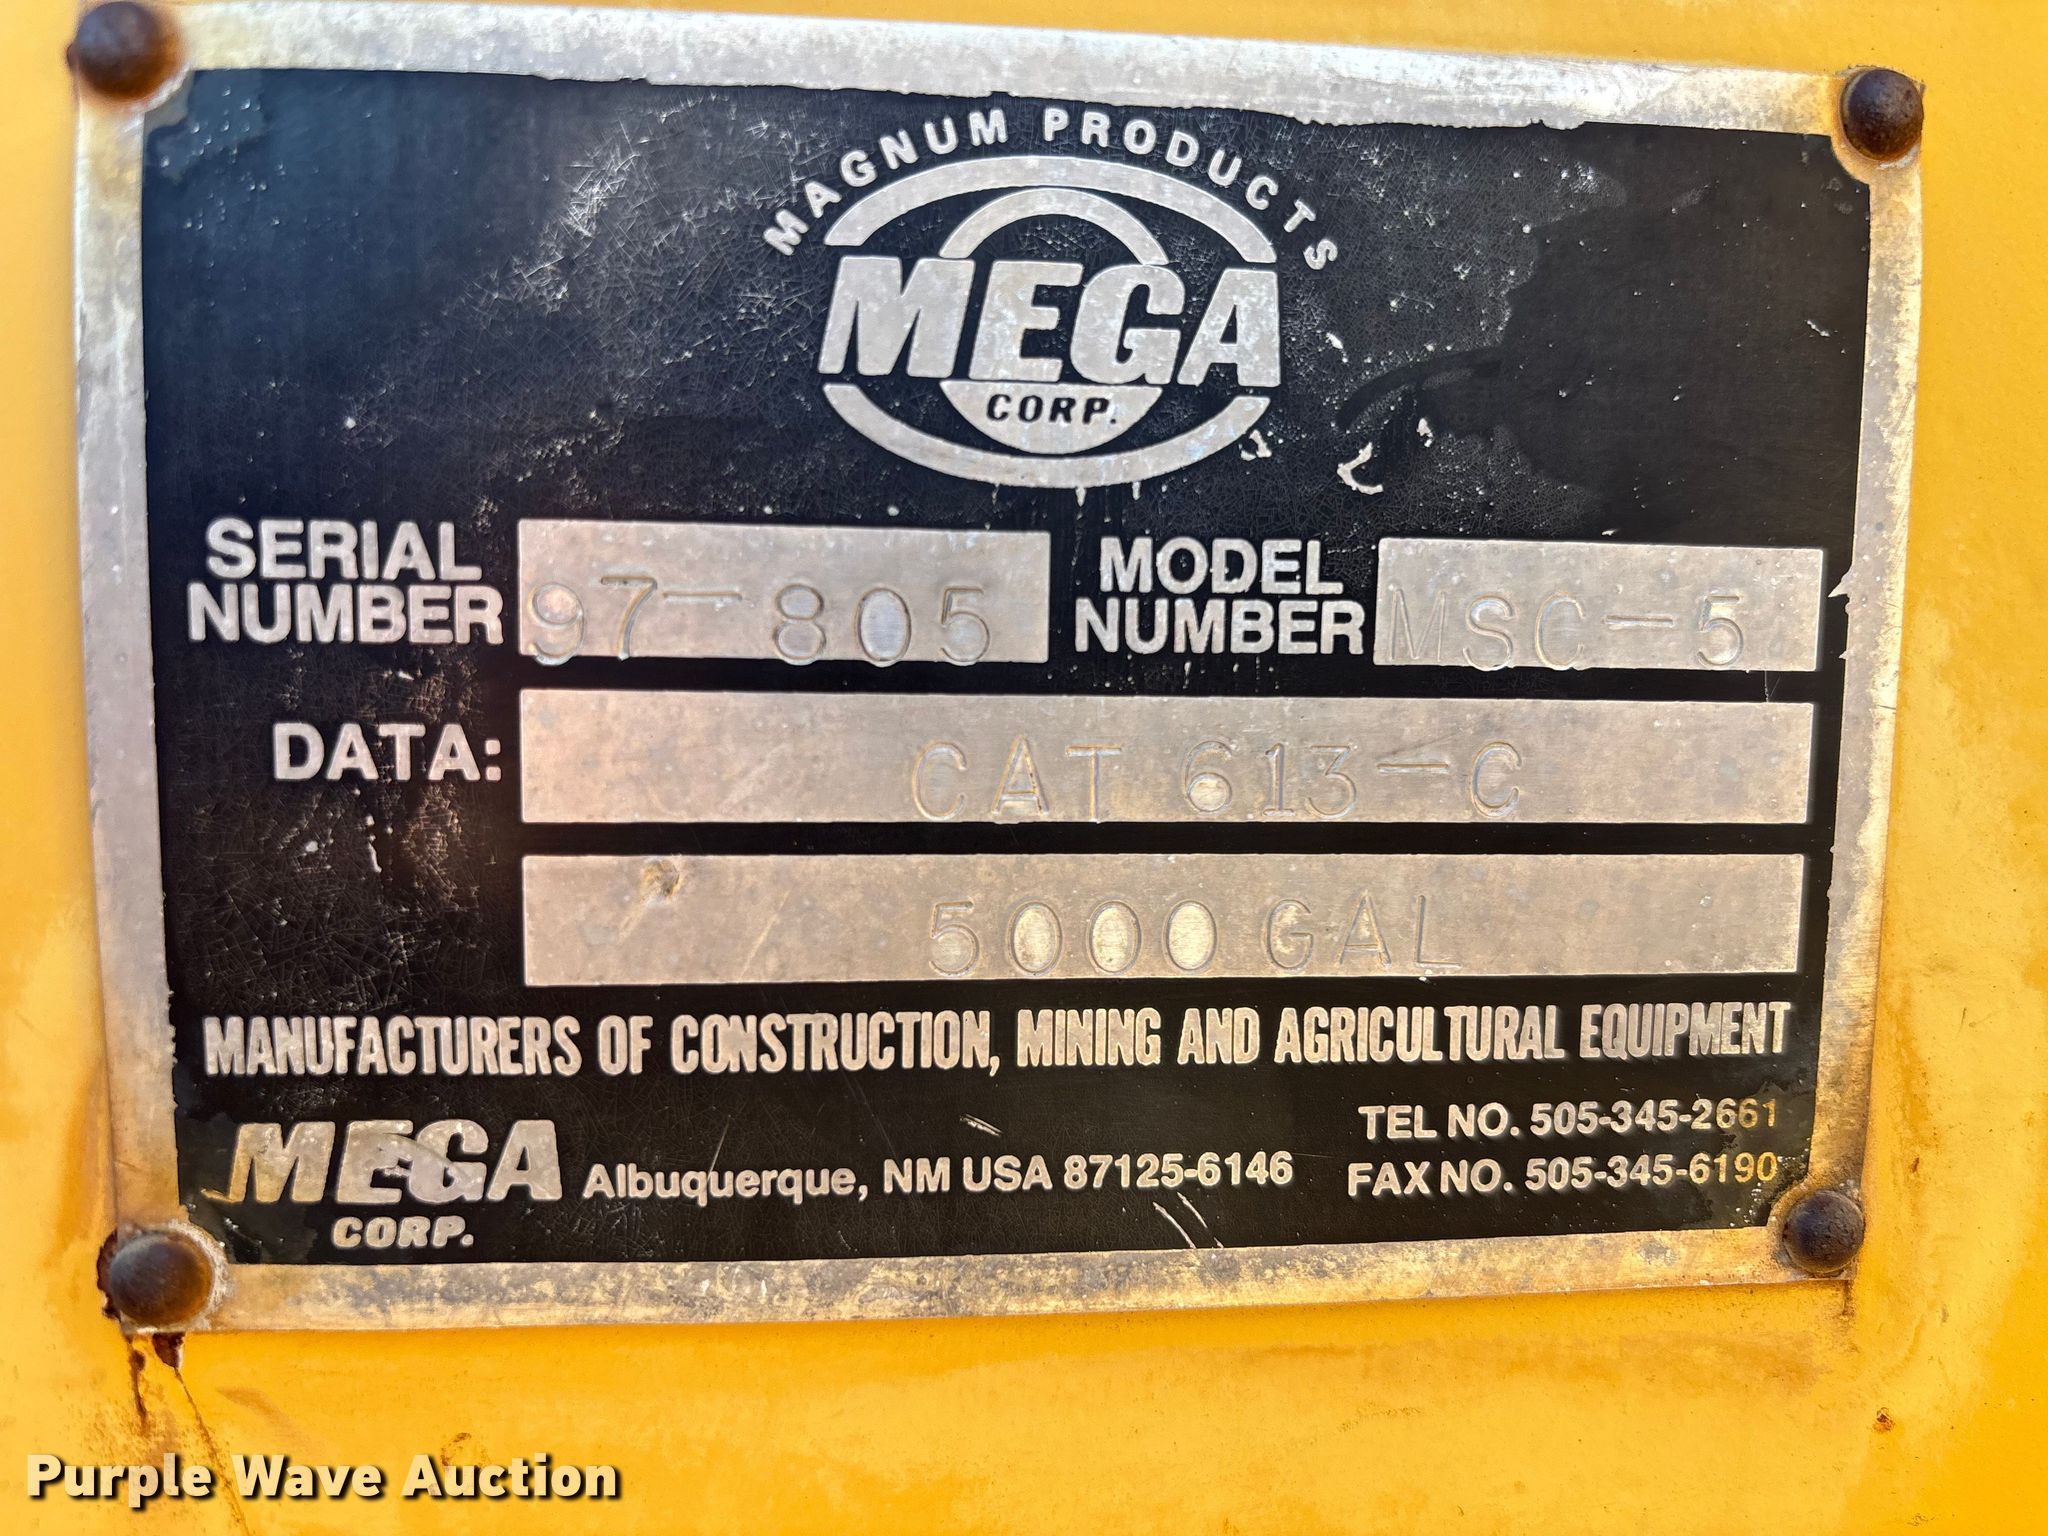 MAGNUM PRODUCTS
MEGA
CORP.
SERIAL NUMBER 97-805 MODEL NUMBER MSC-5
DATA: CAT 613-C
5000 GAL
MANUFACTURERS OF CONSTRUCTION, MINING AND AGRICULTURAL EQUIPMENT
MEGA
CORP.
Albuquerque, NM USA 87125-6146
TEL NO. 505-345-2661
FAX NO. 505-345-6190
Purple Wave Auction